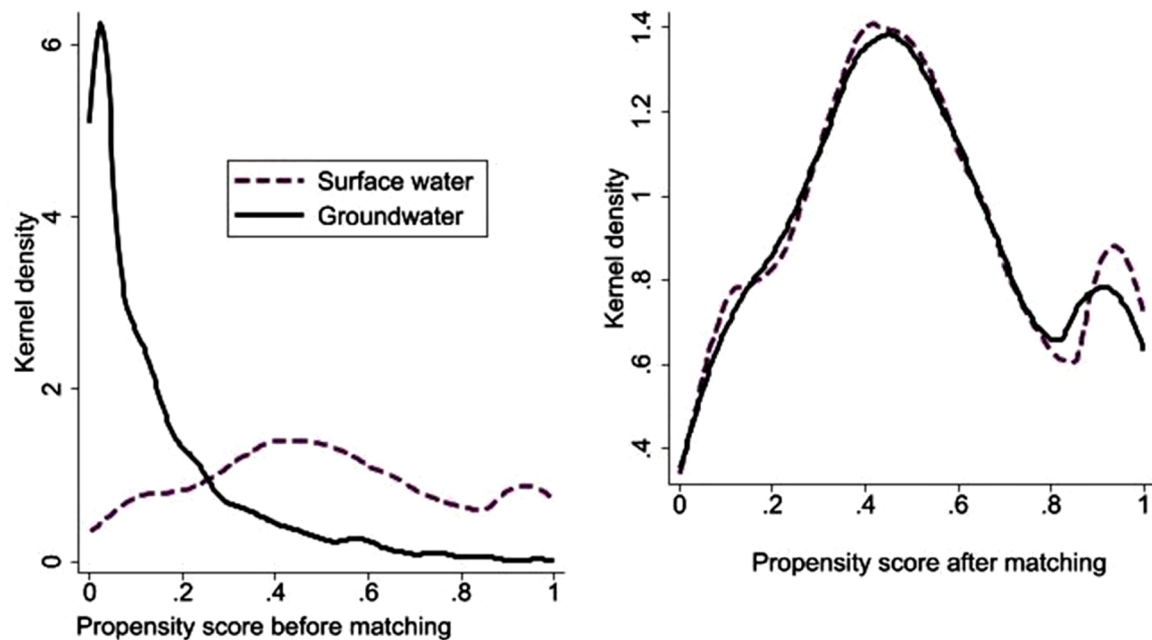 Kernel density
6
4
2
0
Surface water
Groundwater
0 .2 .4 .6 .8 1
Propensity score before matching
Kernel density
1.4
1.2
1
.8
.6
.4
0 .2 .4 .6 .8 1
Propensity score after matching